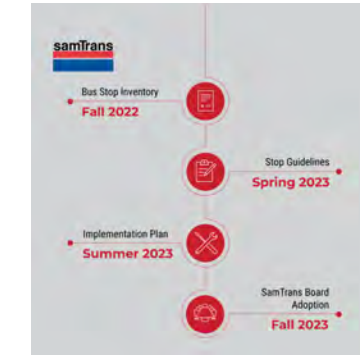 samTrans
Bus Stop Inventory
Fall 2022
Stop Guidelines
Spring 2023
Implementation Plan
Summer 2023
SamTrans Board
Adoption
Fall 2023